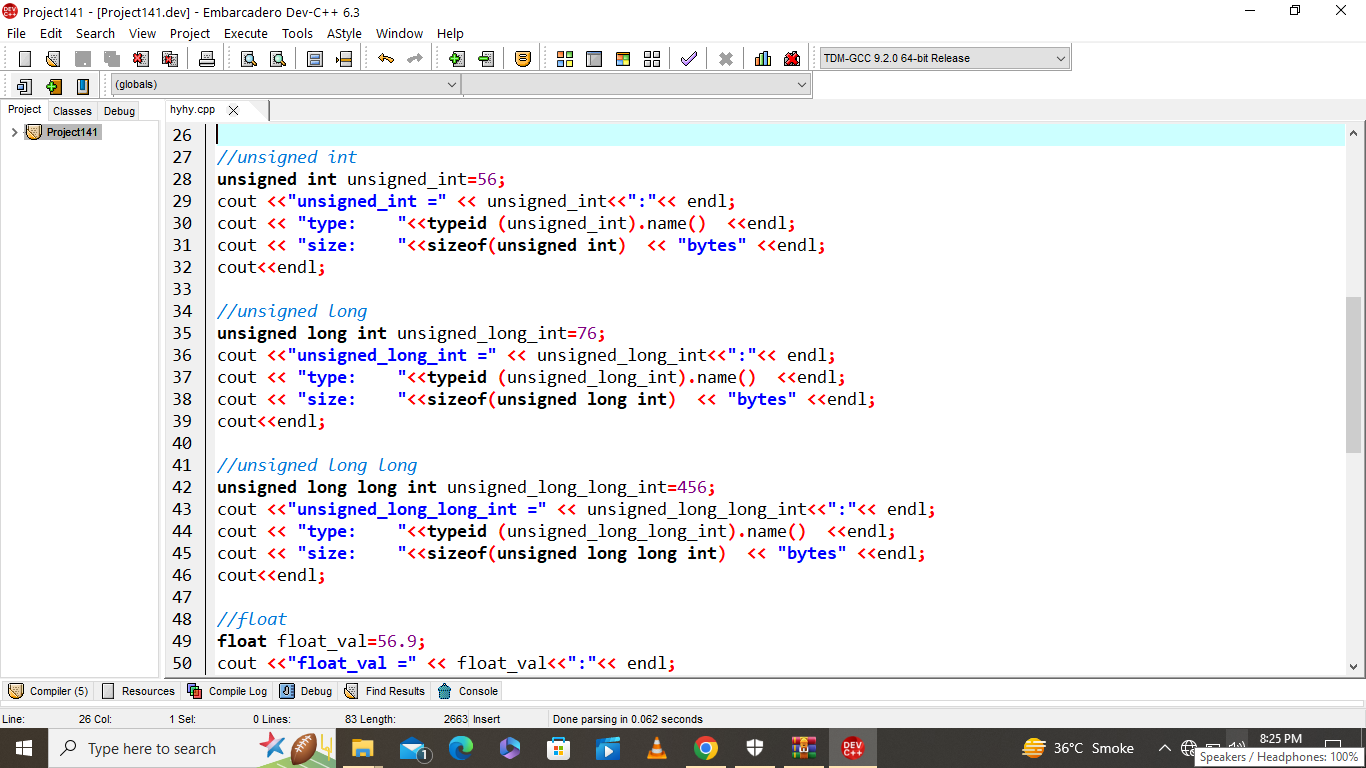 Project141 - [Project141.dev] - Embarcadero Dev-C++ 6.3
File Edit Search View Project Execute Tools AStyle Window Help
TDM-GCC 9.2.0 64-bit Release
(globals)
Project Classes Debug
hyhy.cpp
Project141
26
27 //unsigned int
28 unsigned int unsigned_int=56;
29 cout <<"unsigned_int =" << unsigned_int<<":"<< endl;
30 cout << "type:    "<<typeid (unsigned_int).name()  <<endl;
31 cout << "size:    "<<sizeof(unsigned int)  << "bytes" <<endl;
32 cout<<endl;
33
34 //unsigned long
35 unsigned long int unsigned_long_int=76;
36 cout <<"unsigned_long_int =" << unsigned_long_int<<":"<< endl;
37 cout << "type:    "<<typeid (unsigned_long_int).name()  <<endl;
38 cout << "size:    "<<sizeof(unsigned long int)  << "bytes" <<endl;
39 cout<<endl;
40
41 //unsigned long long
42 unsigned long long int unsigned_long_long_int=456;
43 cout <<"unsigned_long_long_int =" << unsigned_long_long_int<<":"<< endl;
44 cout << "type:    "<<typeid (unsigned_long_long_int).name()  <<endl;
45 cout << "size:    "<<sizeof(unsigned long long int)  << "bytes" <<endl;
46 cout<<endl;
47
48 //float
49 float float_val=56.9;
50 cout <<"float_val =" << float_val<<":"<< endl;
Compiler (5) Resources Compile Log Debug Find Results Console
Line: 26 Col: 1 Sel: 0 Lines: 83 Length: 2663 Insert Done parsing in 0.062 seconds
Type here to search
1
DEV C++
36°C Smoke
8:25 PM
Speakers / Headphones: 100%